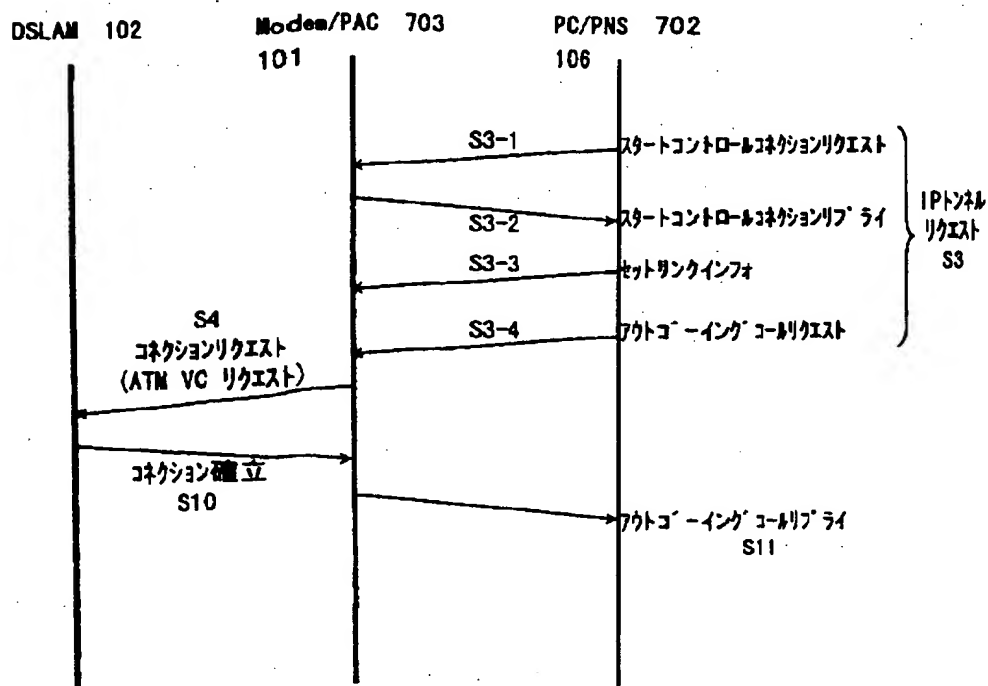 DSLAM 102
Modem/PAC 703
PC/PNS 702
101
106
S3-1
スタートコントロールコネクションリクエスト
S3-2
スタートコントロールコネクションリプライ
IPトンネル
リクエスト
S3
S3-3
セットリンクインフォ
S3-4
アウトゴーイングコールリクエスト
S4
コネクションリクエスト
(ATM VC リクエスト)
コネクション確立
S10
アウトゴーイングコールリプライ
S11